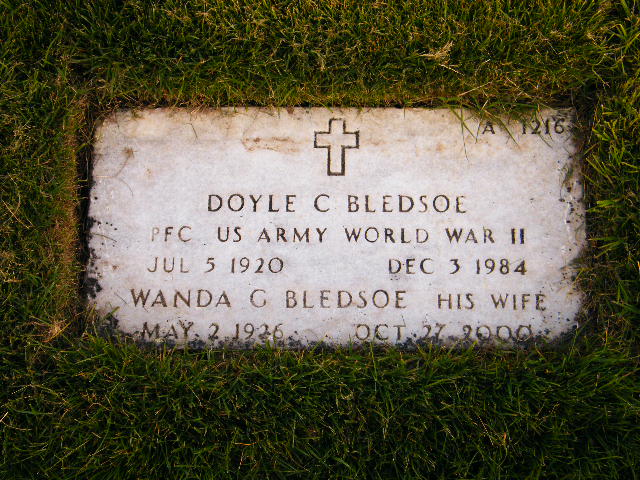 A 1216
DOYLE C BLEDSOE
PFC US ARMY WORLD WAR II
JUL 5 1920 DEC 3 1984
WANDA G BLEDSOE HIS WIFE
MAY 2 1926 OCT 27 2000